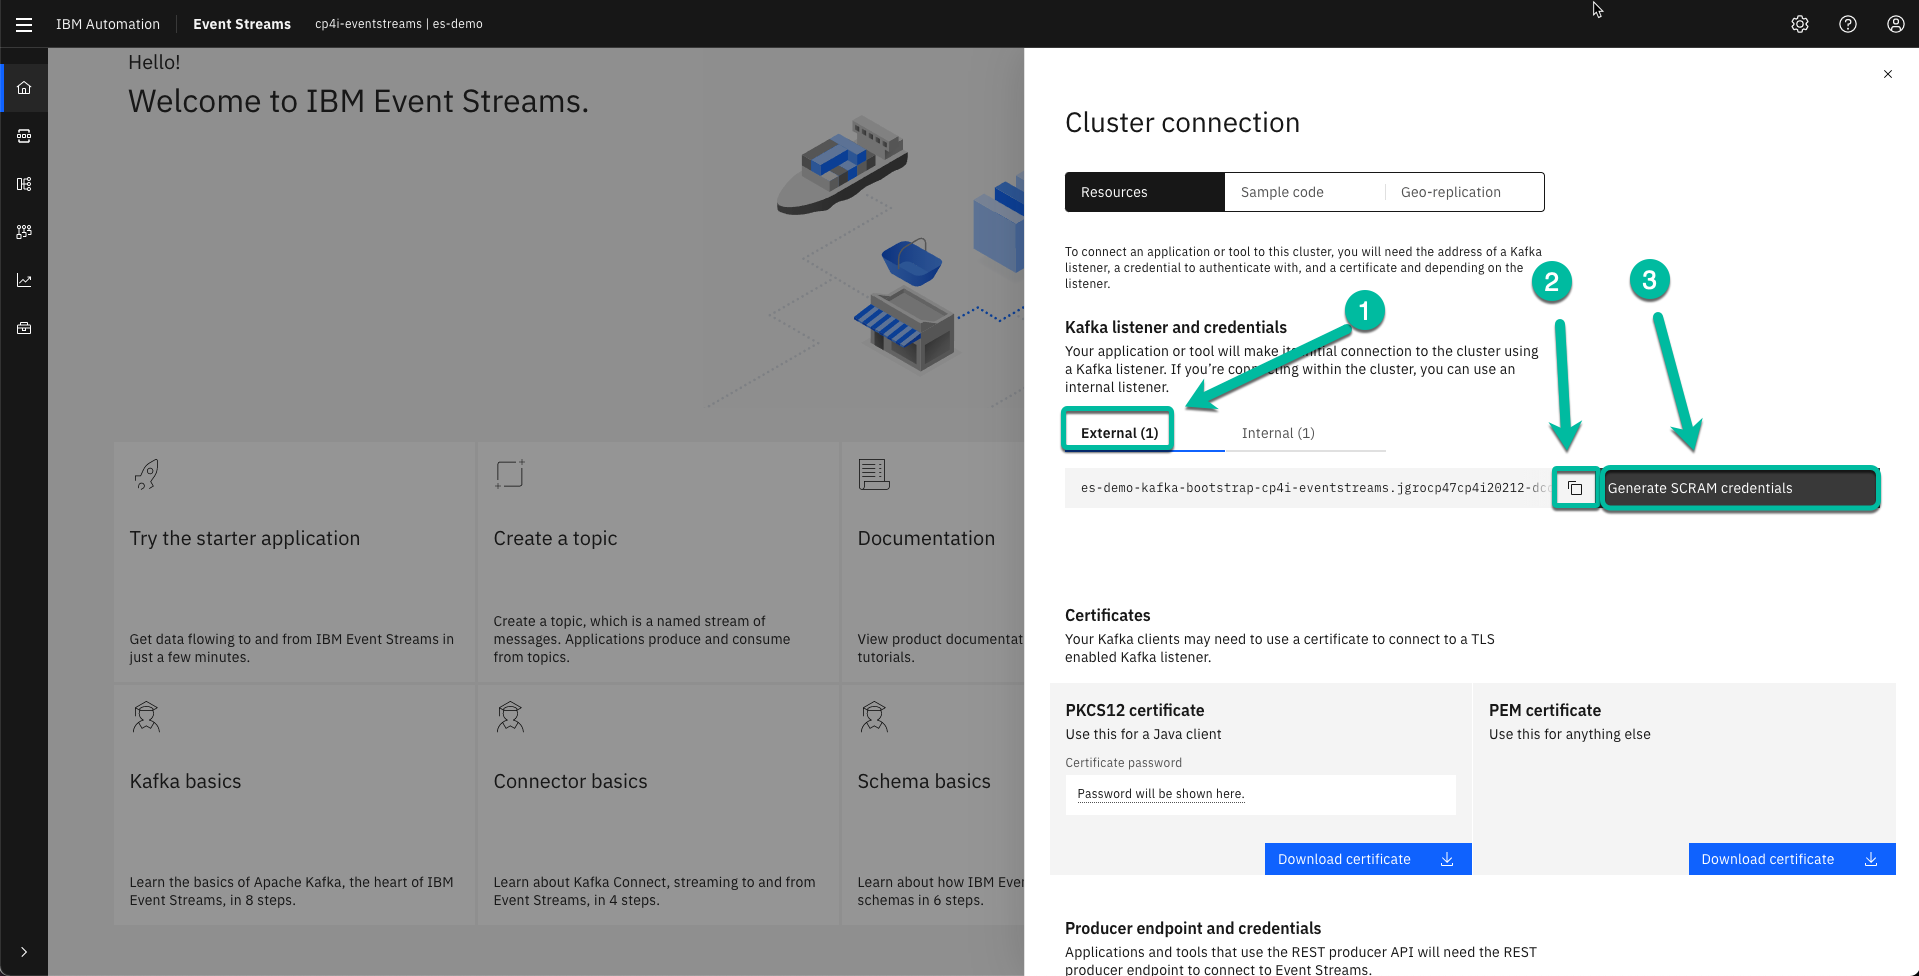 IBM Automation
Event Streams
cp4i-eventstreams | es-demo
Hello!
Welcome to IBM Event Streams.
Try the starter application
Get data flowing to and from IBM Event Streams in
just a few minutes.
Create a topic
Create a topic, which is a named stream of
messages. Applications produce and consume
from topics.
Documentation
View product documentat
tutorials.
Kafka basics
Learn the basics of Apache Kafka, the heart of IBM
Event Streams, in 8 steps.
Connector basics
Learn about Kafka Connect, streaming to and from
Event Streams, in 4 steps.
Schema basics
Learn about how IBM Eve
schemas in 6 steps.
Cluster connection
Resources
Sample code
Geo-replication
To connect an application or tool to this cluster, you will need the address of a Kafka
listener, a credential to authenticate with, and a certificate and depending on the
listener.
1
2
3
Kafka listener and credentials
Your application or tool will make its initial connection to the cluster using
a Kafka listener. If you're connecting within the cluster, you can use an
internal listener.
External (1)
Internal (1)
es-demo-kafka-bootstrap-cp4i-eventstreams.jgrocp47cp4i20212-dc
Generate SCRAM credentials
Certificates
Your Kafka clients may need to use a certificate to connect to a TLS
enabled Kafka listener.
PKCS12 certificate
Use this for a Java client
Certificate password
Password will be shown here.
Download certificate
PEM certificate
Use this for anything else
Download certificate
Producer endpoint and credentials
Applications and tools that use the REST producer API will need the REST
producer endpoint to connect to Event Streams.